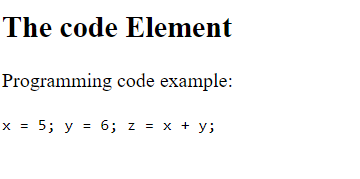 The code Element
Programming code example:
x = 5; y = 6; z = x + y;